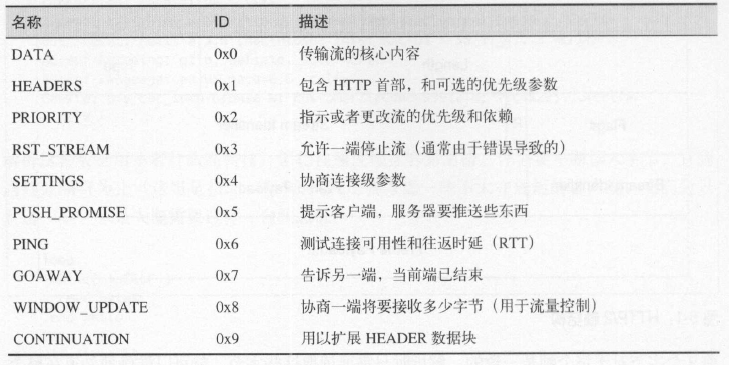 名称 ID 描述
DATA 0x0 传输流的核心内容
HEADERS 0x1 包含 HTTP 首部，和可选的优先级参数
PRIORITY 0x2 指示或者更改流的优先级和依赖
RST_STREAM 0x3 允许一端停止流（通常由于错误导致的）
SETTINGS 0x4 协商连接级参数
PUSH_PROMISE 0x5 提示客户端，服务器要推送些东西
PING 0x6 测试连接可用性和往返时延（RTT）
GOAWAY 0x7 告诉另一端，当前端已结束
WINDOW_UPDATE 0x8 协商一端将要接收多少字节（用于流量控制）
CONTINUATION 0x9 用以扩展 HEADER 数据块